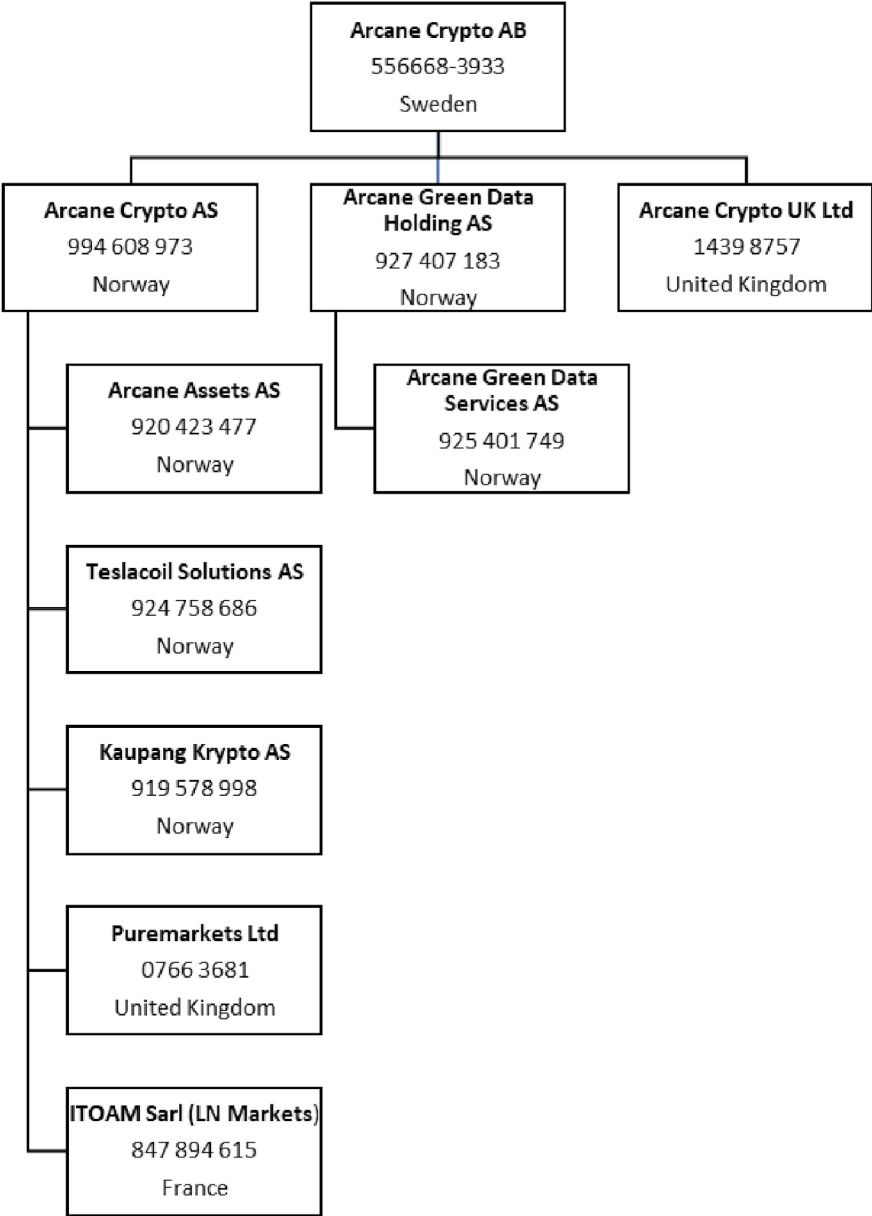 Arcane Crypto AB
556668-3933
Sweden
Arcane Crypto AS
994 608 973
Norway
Arcane Green Data
Holding AS
927 407 183
Norway
Arcane Crypto UK Ltd
1439 8757
United Kingdom
Arcane Assets AS
920 423 477
Norway
Arcane Green Data
Services AS
925 401 749
Norway
Teslacoil Solutions AS
924 758 686
Norway
Kaupang Krypto AS
919 578 998
Norway
Puremarkets Ltd
0766 3681
United Kingdom
ITOAM Sarl (LN Markets)
847 894 615
France